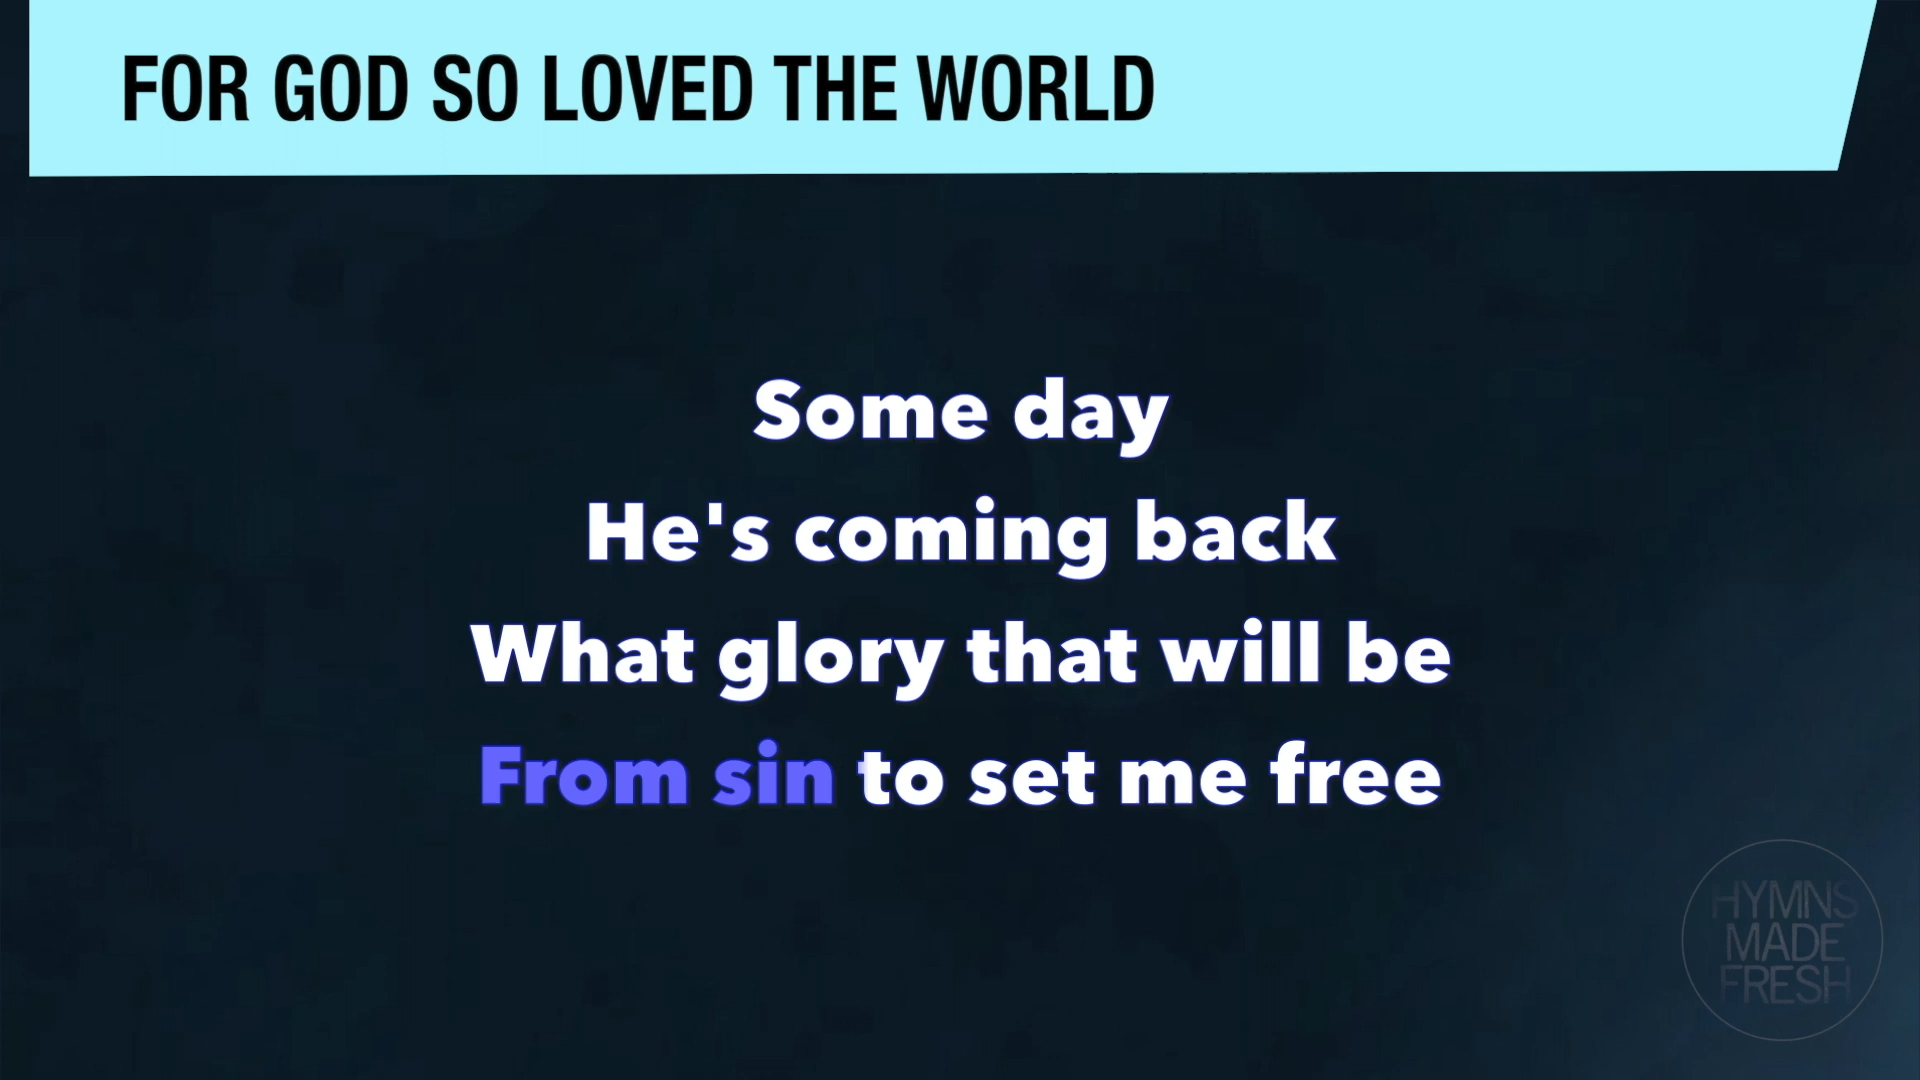 FOR GOD SO LOVED THE WORLD
Some day
He's coming back
What glory that will be
From sin to set me free
HYMNS
MADE
FRESH